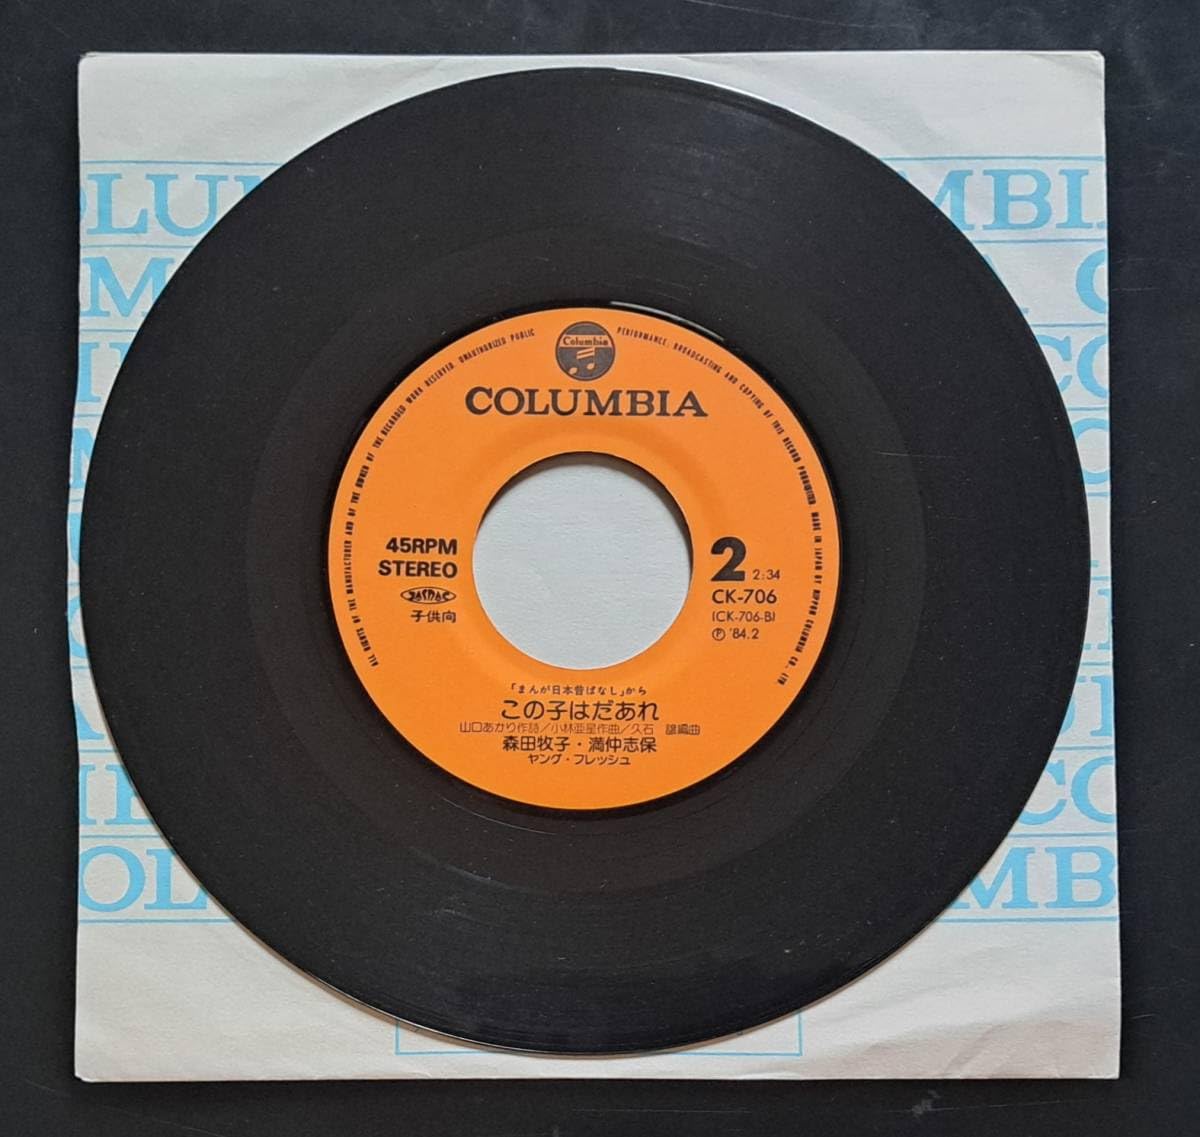 ALL RIGHTS OF THE MANUFACTURER AND OF THE OWNER OF THE RECORDED WORK RESERVED. UNAUTHORIZED PUBLIC PERFORMANCE; BROADCASTING AND COPYING OF THIS RECORD PROHIBITED. MADE IN JAPAN BY NIPPON COLUMBIA CO., LTD.
Columbia
COLUMBIA
45RPM
STEREO
JASRAC
子供向
2 2:34
CK-706
(CK-706-B)
Ⓟ '84.2
「まんが日本昔ばなし」から
この子はだあれ
山口あかり作詩/小林亜星作曲/久石 譲編曲
森田牧子・満仲志保
ヤング・フレッシュ